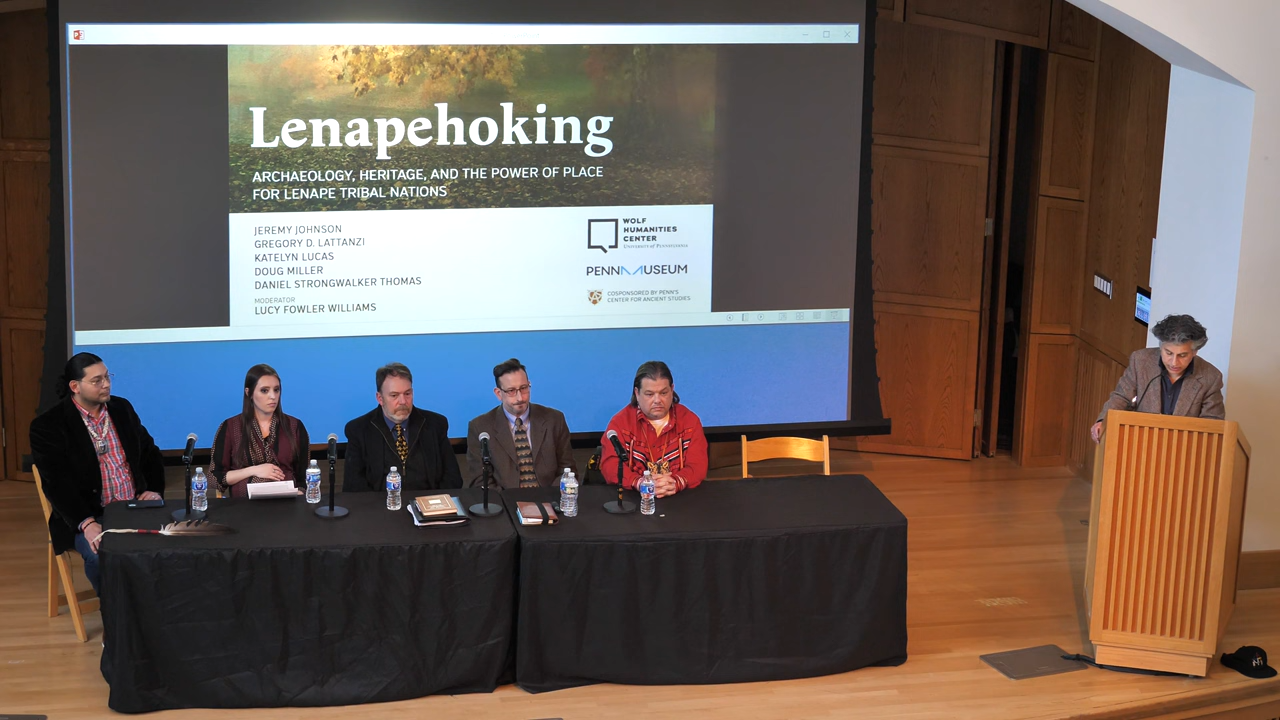 Lenapehoking
ARCHAEOLOGY, HERITAGE, AND THE POWER OF PLACE
FOR LENAPE TRIBAL NATIONS
JEREMY JOHNSON
GREGORY D. LATTANZI
KATELYN LUCAS
DOUG MILLER
DANIEL STRONGWALKER THOMAS
MODERATOR
LUCY FOWLER WILLIAMS
WOLF
HUMANITIES
CENTER
University of Pennsylvania
PENN MUSEUM
COSPONSORED BY PENN'S
CENTER FOR ANCIENT STUDIES